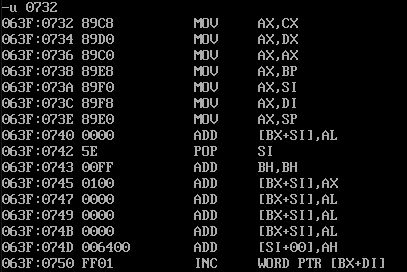 -u 0732
063F:0732 89C8 MOV AX,CX
063F:0734 89D0 MOV AX,DX
063F:0736 89C0 MOV AX,AX
063F:0738 89E8 MOV AX,BP
063F:073A 89F0 MOV AX,SI
063F:073C 89F8 MOV AX,DI
063F:073E 89E0 MOV AX,SP
063F:0740 0000 ADD [BX+SI],AL
063F:0742 5E POP SI
063F:0743 00FF ADD BH,BH
063F:0745 0100 ADD [BX+SI],AX
063F:0747 0000 ADD [BX+SI],AL
063F:0749 0000 ADD [BX+SI],AL
063F:074B 0000 ADD [BX+SI],AL
063F:074D 006400 ADD [SI+00],AH
063F:0750 FF01 INC WORD PTR [BX+DI]